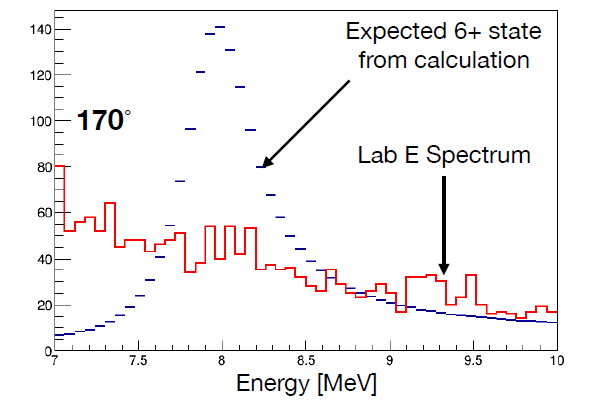 140
120
100
80
60
40
20
0
170°
Expected 6+ state
from calculation
Lab E Spectrum
7 7.5 8 8.5 9 9.5 10
Energy [MeV]